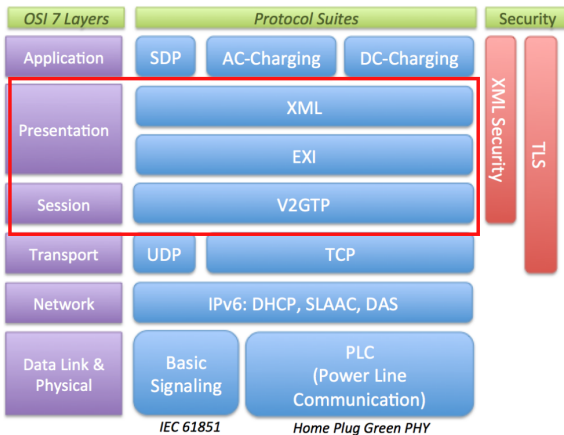 OSI 7 Layers
Protocol Suites
Security
Application
SDP
AC-Charging
DC-Charging
XML Security
TLS
Presentation
XML
EXI
Session
V2GTP
Transport
UDP
TCP
Network
IPv6: DHCP, SLAAC, DAS
Data Link &
Physical
Basic
Signaling
PLC
(Power Line
Communication)
IEC 61851
Home Plug Green PHY